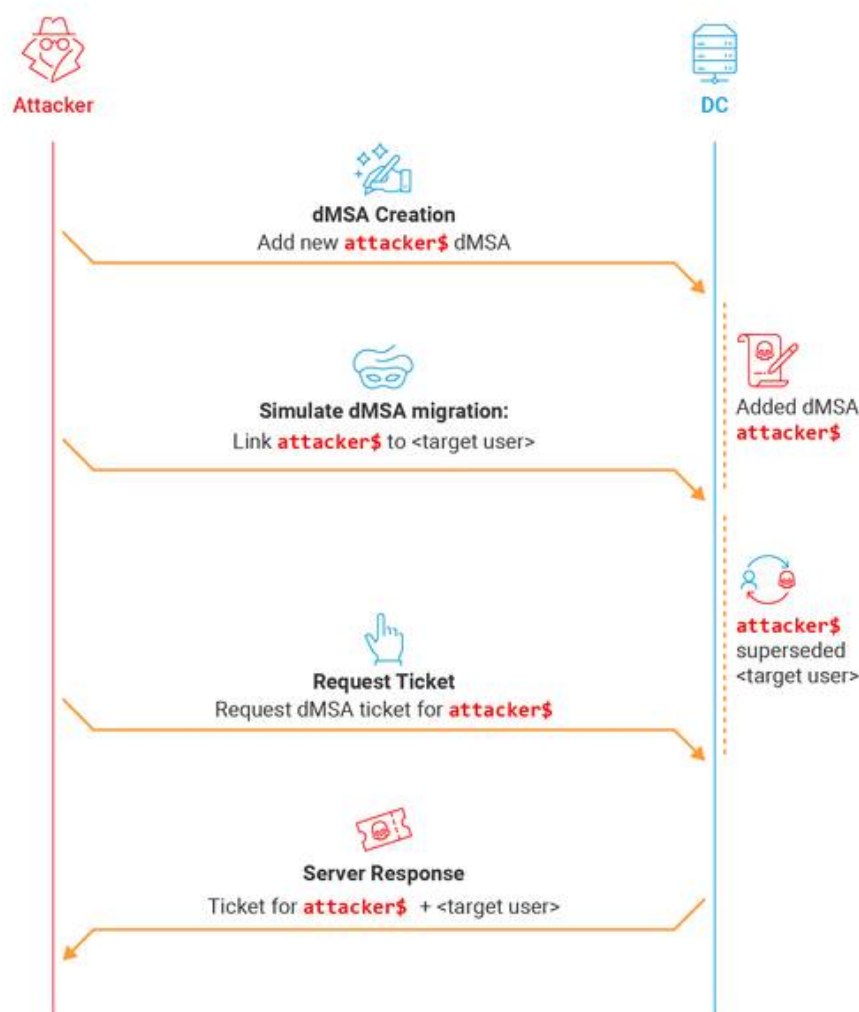 Attacker
DC
dMSA Creation
Add new attacker$ dMSA
Added dMSA
attacker$
Simulate dMSA migration:
Link attacker$ to <target user>
attacker$
superseded
<target user>
Request Ticket
Request dMSA ticket for attacker$
Server Response
Ticket for attacker$ + <target user>